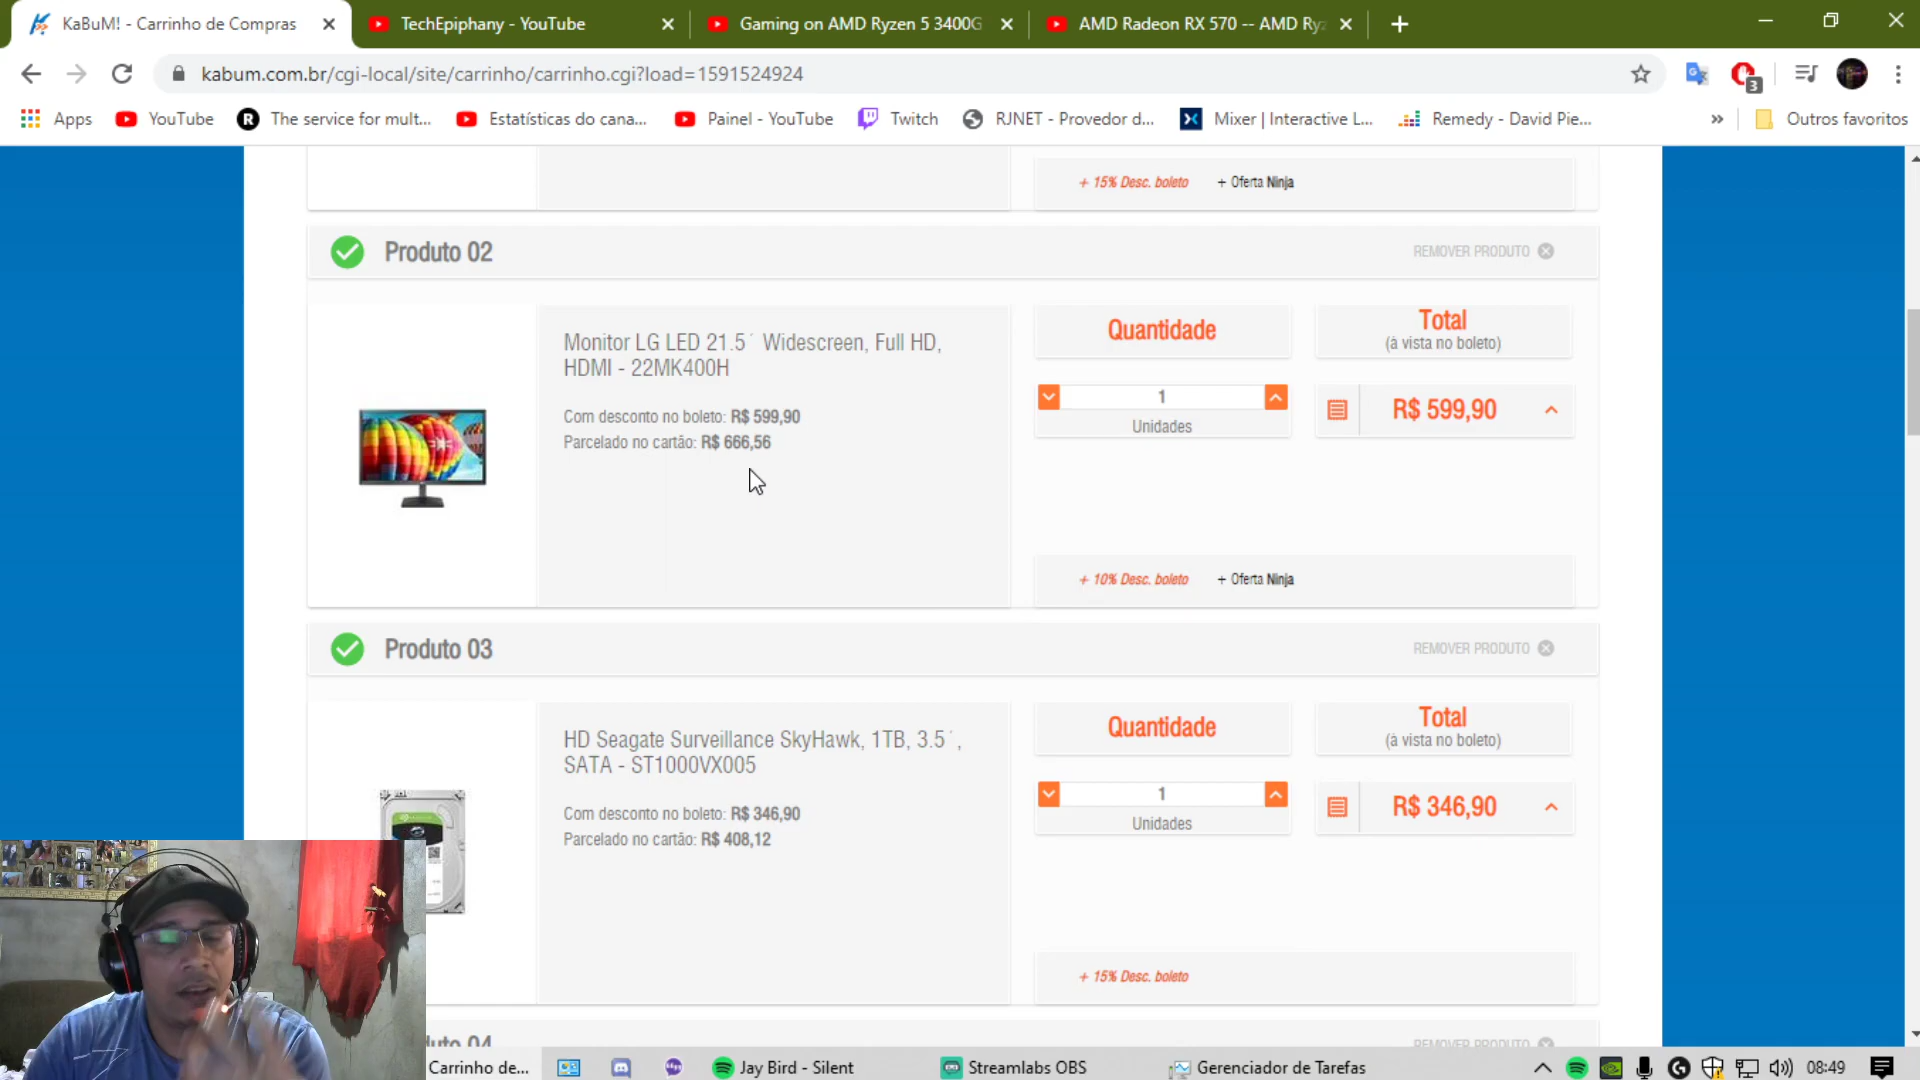 KaBuM! - Carrinho de Compras
TechEpiphany - YouTube
Gaming on AMD Ryzen 5 3400G
AMD Radeon RX 570 -- AMD Ry
kabum.com.br/cgi-local/site/carrinho/carrinho.cgi?load=1591524924
3
Apps
YouTube
The service for mult...
Estatísticas do cana...
Painel - YouTube
Twitch
RJNET - Provedor d...
Mixer | Interactive L...
Remedy - David Pie...
Outros favoritos
+ 15% Desc. boleto + Oferta Ninja
Produto 02
REMOVER PRODUTO
Monitor LG LED 21.5´ Widescreen, Full HD,
HDMI - 22MK400H
Com desconto no boleto: R$ 599,90
Parcelado no cartão: R$ 666,56
Quantidade
1
Unidades
Total
(à vista no boleto)
R$ 599,90
+ 10% Desc. boleto + Oferta Ninja
Produto 03
REMOVER PRODUTO
HD Seagate Surveillance SkyHawk, 1TB, 3.5´,
SATA - ST1000VX005
Com desconto no boleto: R$ 346,90
Parcelado no cartão: R$ 408,12
Quantidade
1
Unidades
Total
(à vista no boleto)
R$ 346,90
+ 15% Desc. boleto
duto 04
REMOVER PRODUTO
Carrinho de...
Jay Bird - Silent
Streamlabs OBS
Gerenciador de Tarefas
08:49